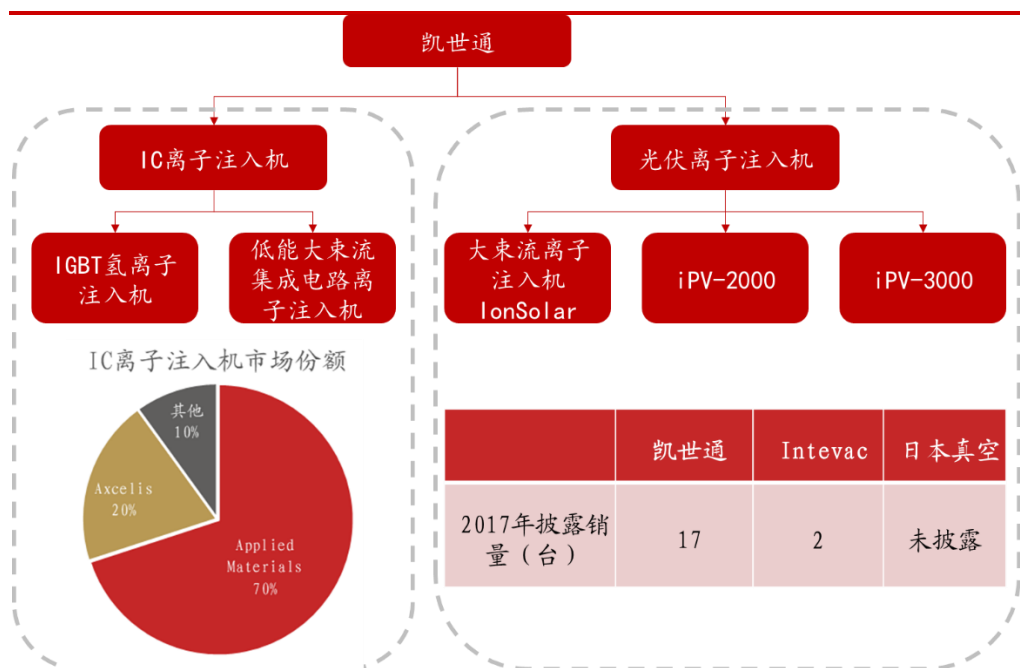 凯世通
IC离子注入机
光伏离子注入机
IGBT氢离子
注入机
低能大束流
集成电路离
子注入机
大束流离子
注入机
IonSolar
iPV-2000
iPV-3000
IC离子注入机市场份额
其他
10%
Axcelis
20%
Applied
Materials
70%
凯世通
Intevac
日本真空
2017年披露销
量（台）
17
2
未披露